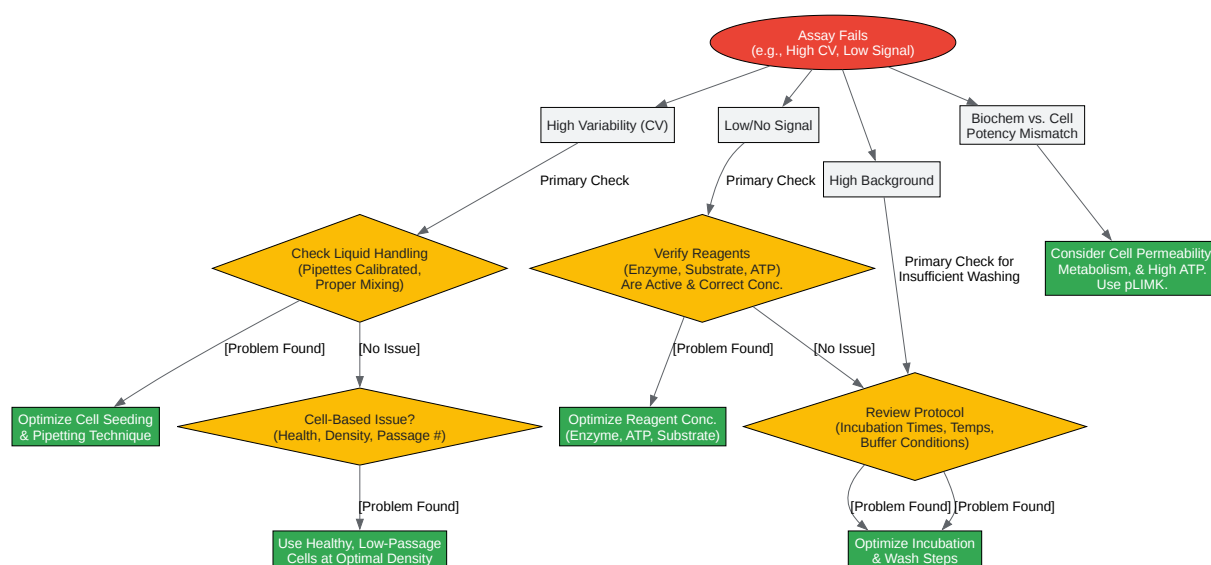 Assay Fails
(e.g., High CV, Low Signal)
High Variability (CV)
Low/No Signal
Biochem vs. Cell
Potency Mismatch
High Background
Primary Check
Primary Check
Check Liquid Handling
(Pipettes Calibrated,
Proper Mixing)
Verify Reagents
(Enzyme, Substrate, ATP)
Are Active & Correct Conc.
Primary Check for
Insufficient Washing
Consider Cell Permeability,
Metabolism, & High ATP.
Use pLIMK.
[Problem Found]
[No Issue]
[Problem Found]
[No Issue]
Optimize Cell Seeding
& Pipetting Technique
Cell-Based Issue?
(Health, Density, Passage #)
Optimize Reagent Conc.
(Enzyme, ATP, Substrate)
Review Protocol
(Incubation Times, Temps,
Buffer Conditions)
[Problem Found]
[Problem Found]
[Problem Found]
Use Healthy, Low-Passage
Cells at Optimal Density
Optimize Incubation
& Wash Steps